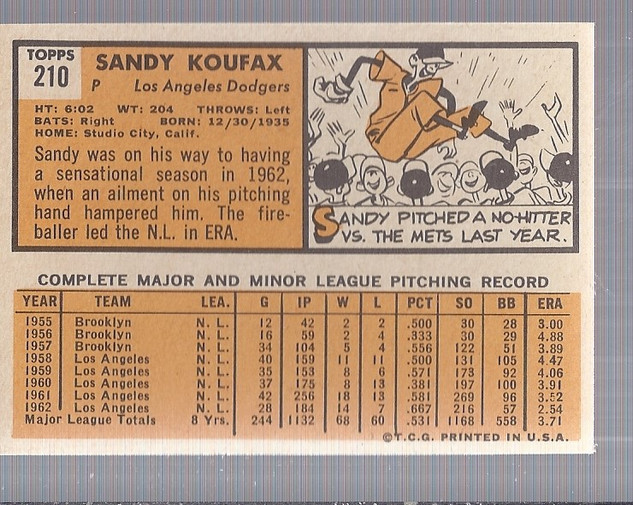 TOPPS
210
SANDY KOUFAX
P Los Angeles Dodgers
HT: 6:02 WT: 204 THROWS: Left
BATS: Right BORN: 12/30/1935
HOME: Studio City, Calif.
Sandy was on his way to having
a sensational season in 1962,
when an ailment on his pitching
hand hampered him. The fire-
baller led the N.L. in ERA.
SANDY PITCHED A NO-HITTER
VS. THE METS LAST YEAR.
COMPLETE MAJOR AND MINOR LEAGUE PITCHING RECORD
YEAR TEAM LEA. G IP W L PCT SO BB ERA
1955 Brooklyn N. L. 12 42 2 2 .500 30 28 3.00
1956 Brooklyn N. L. 16 59 2 4 .333 30 29 4.88
1957 Brooklyn N. L. 34 104 5 4 .556 122 51 3.89
1958 Los Angeles N. L. 40 159 11 11 .500 131 105 4.47
1959 Los Angeles N. L. 35 153 8 6 .571 173 92 4.06
1960 Los Angeles N. L. 37 175 8 13 .381 197 100 3.91
1961 Los Angeles N. L. 42 256 18 13 .581 269 96 3.52
1962 Los Angeles N. L. 28 184 14 7 .667 216 57 2.54
Major League Totals 8 Yrs. 244 1132 68 60 .531 1168 558 3.71
©T.C.G. PRINTED IN U.S.A.